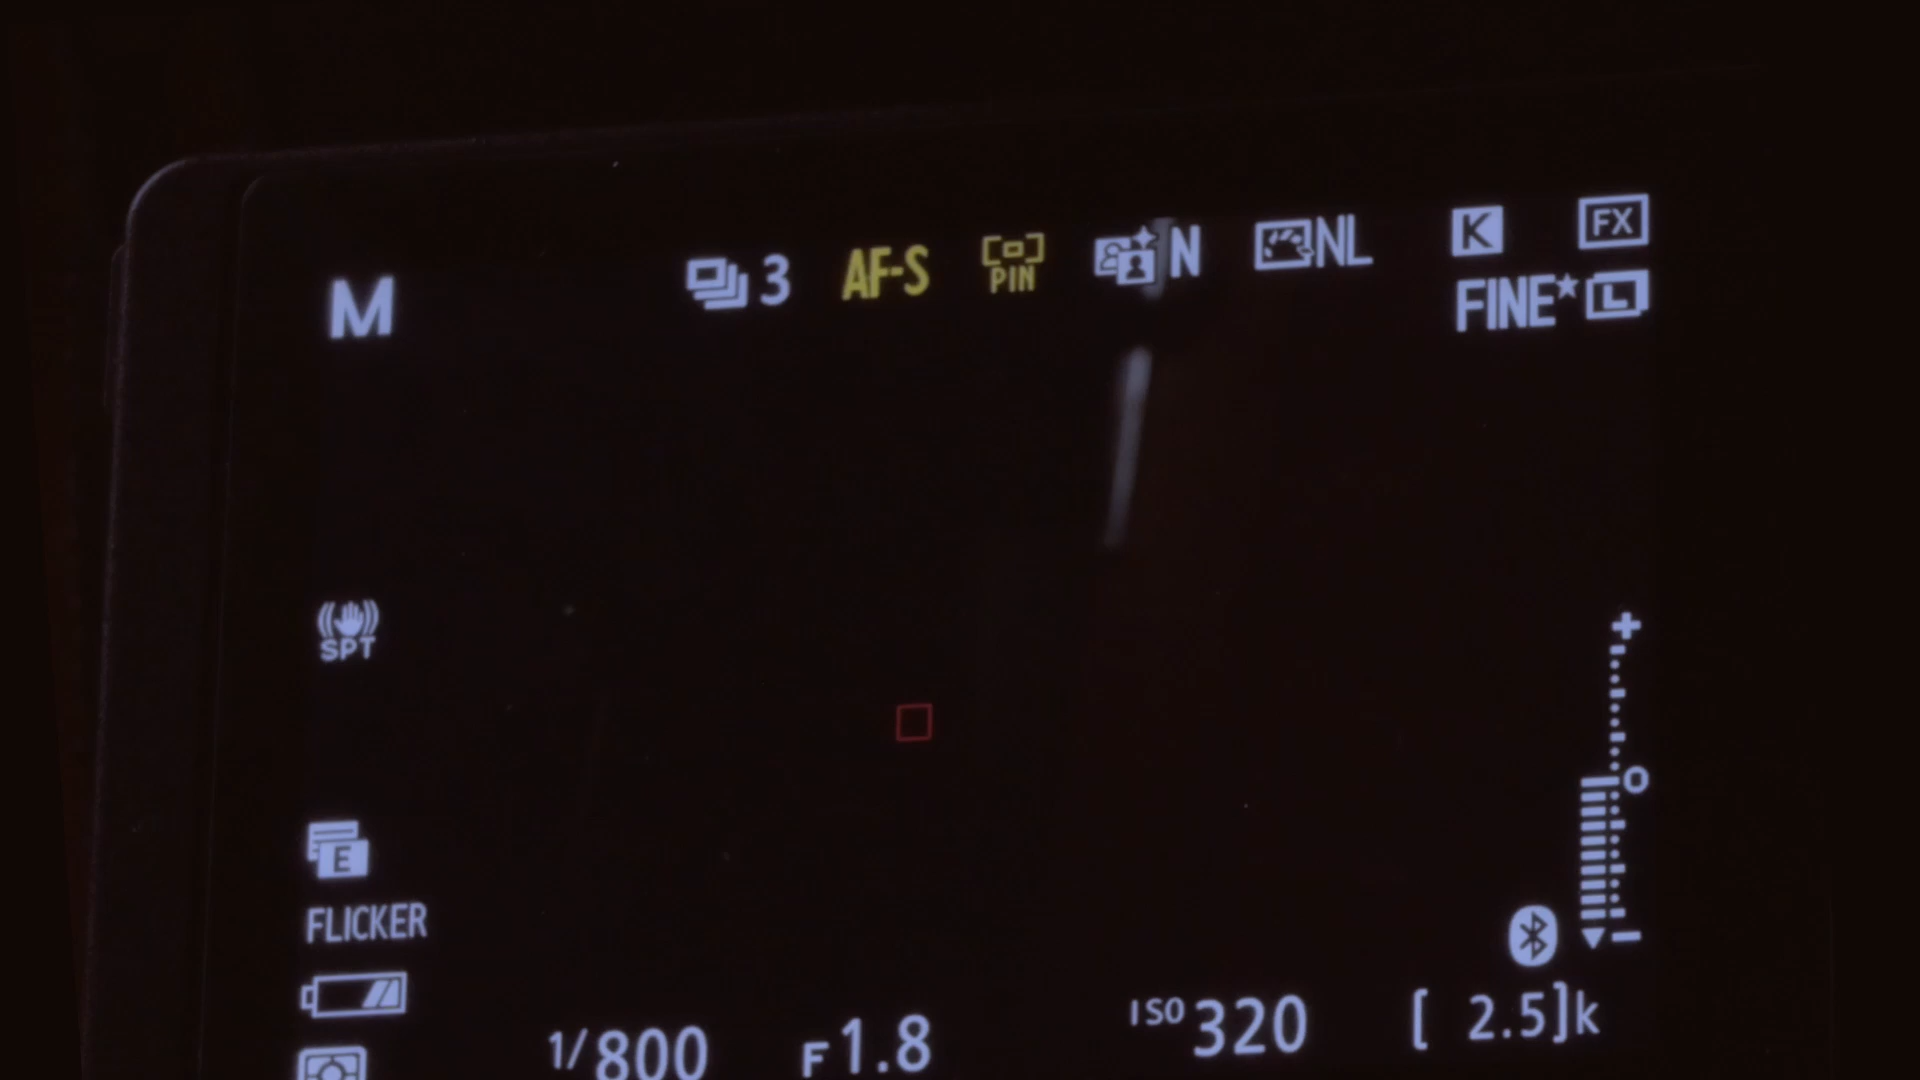 M 3 AF-S PIN N NL K FX
FINE★ L
SPT
E
FLICKER
1/800 F1.8 ISO 320 [ 2.5]k